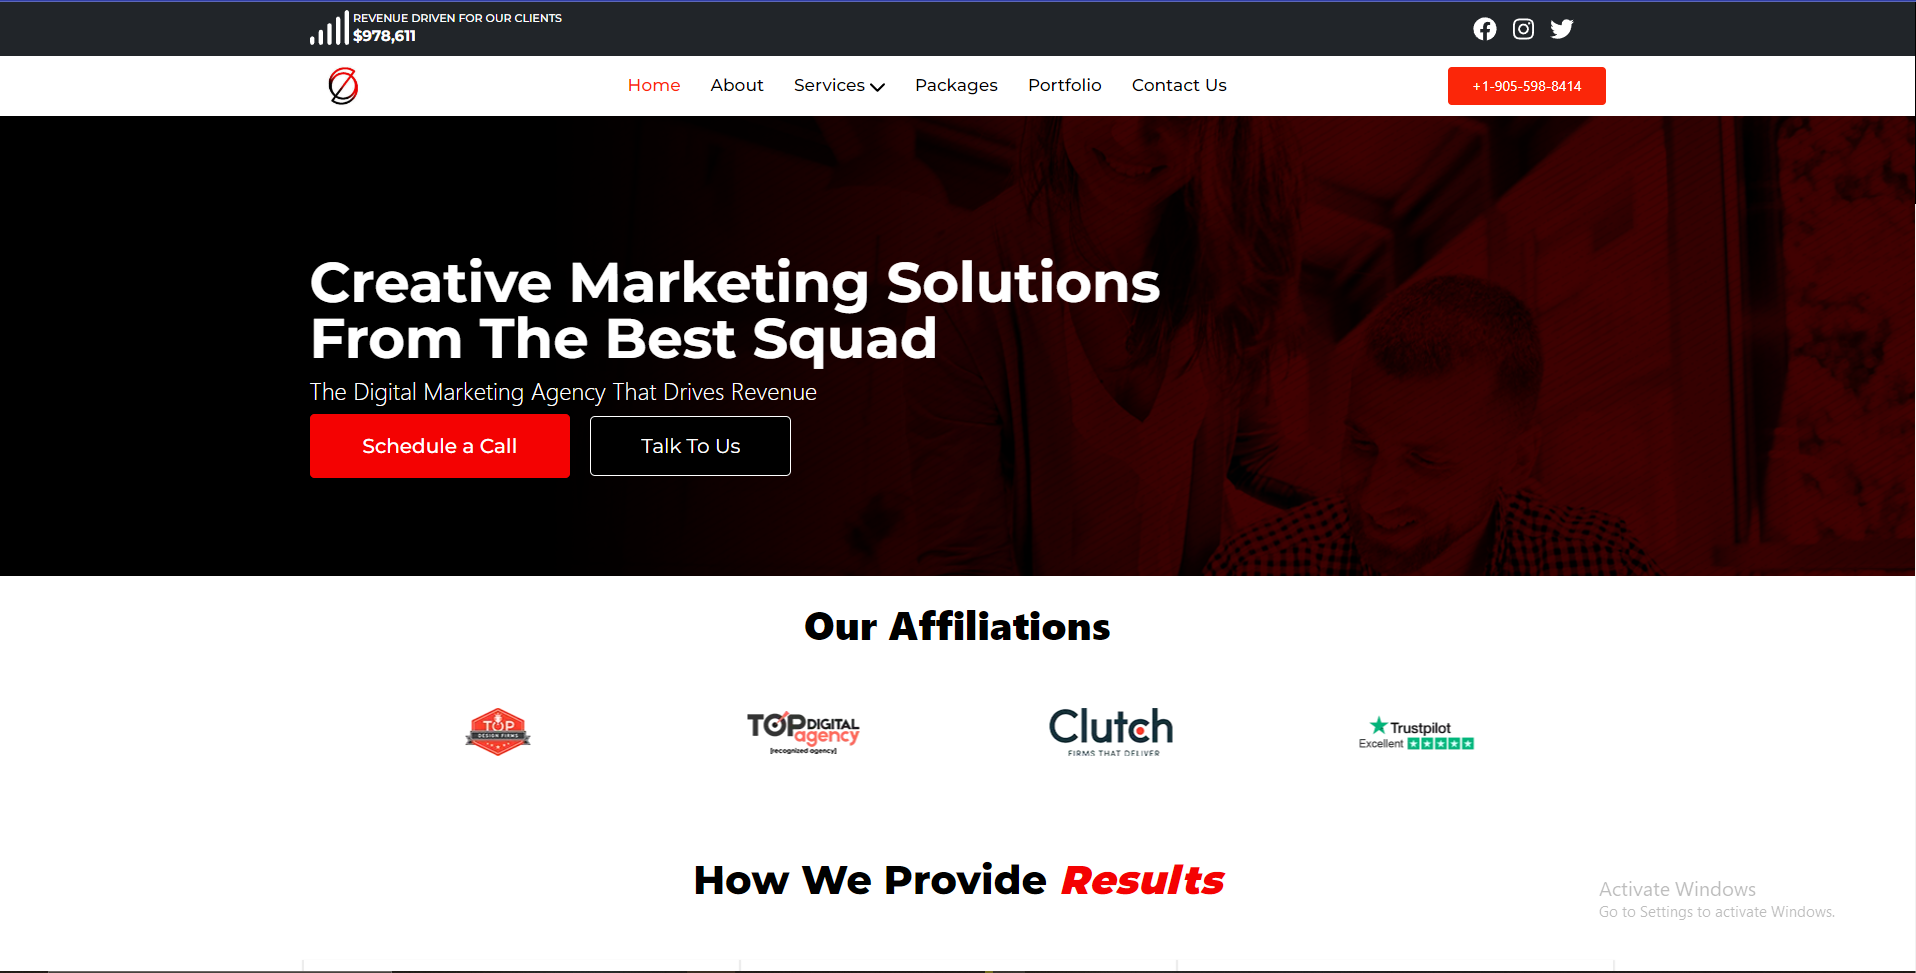 REVENUE DRIVEN FOR OUR CLIENTS
$978,611
Home About Services Packages Portfolio Contact Us
+1-905-598-8414
Creative Marketing Solutions
From The Best Squad
The Digital Marketing Agency That Drives Revenue
Schedule a Call Talk To Us
Our Affiliations
TOP
DESIGN FIRMS
TOP DIGITAL
agency
[recognized agency]
Clutch
FIRMS THAT DELIVER
Trustpilot
Excellent
How We Provide Results
Activate Windows
Go to Settings to activate Windows.